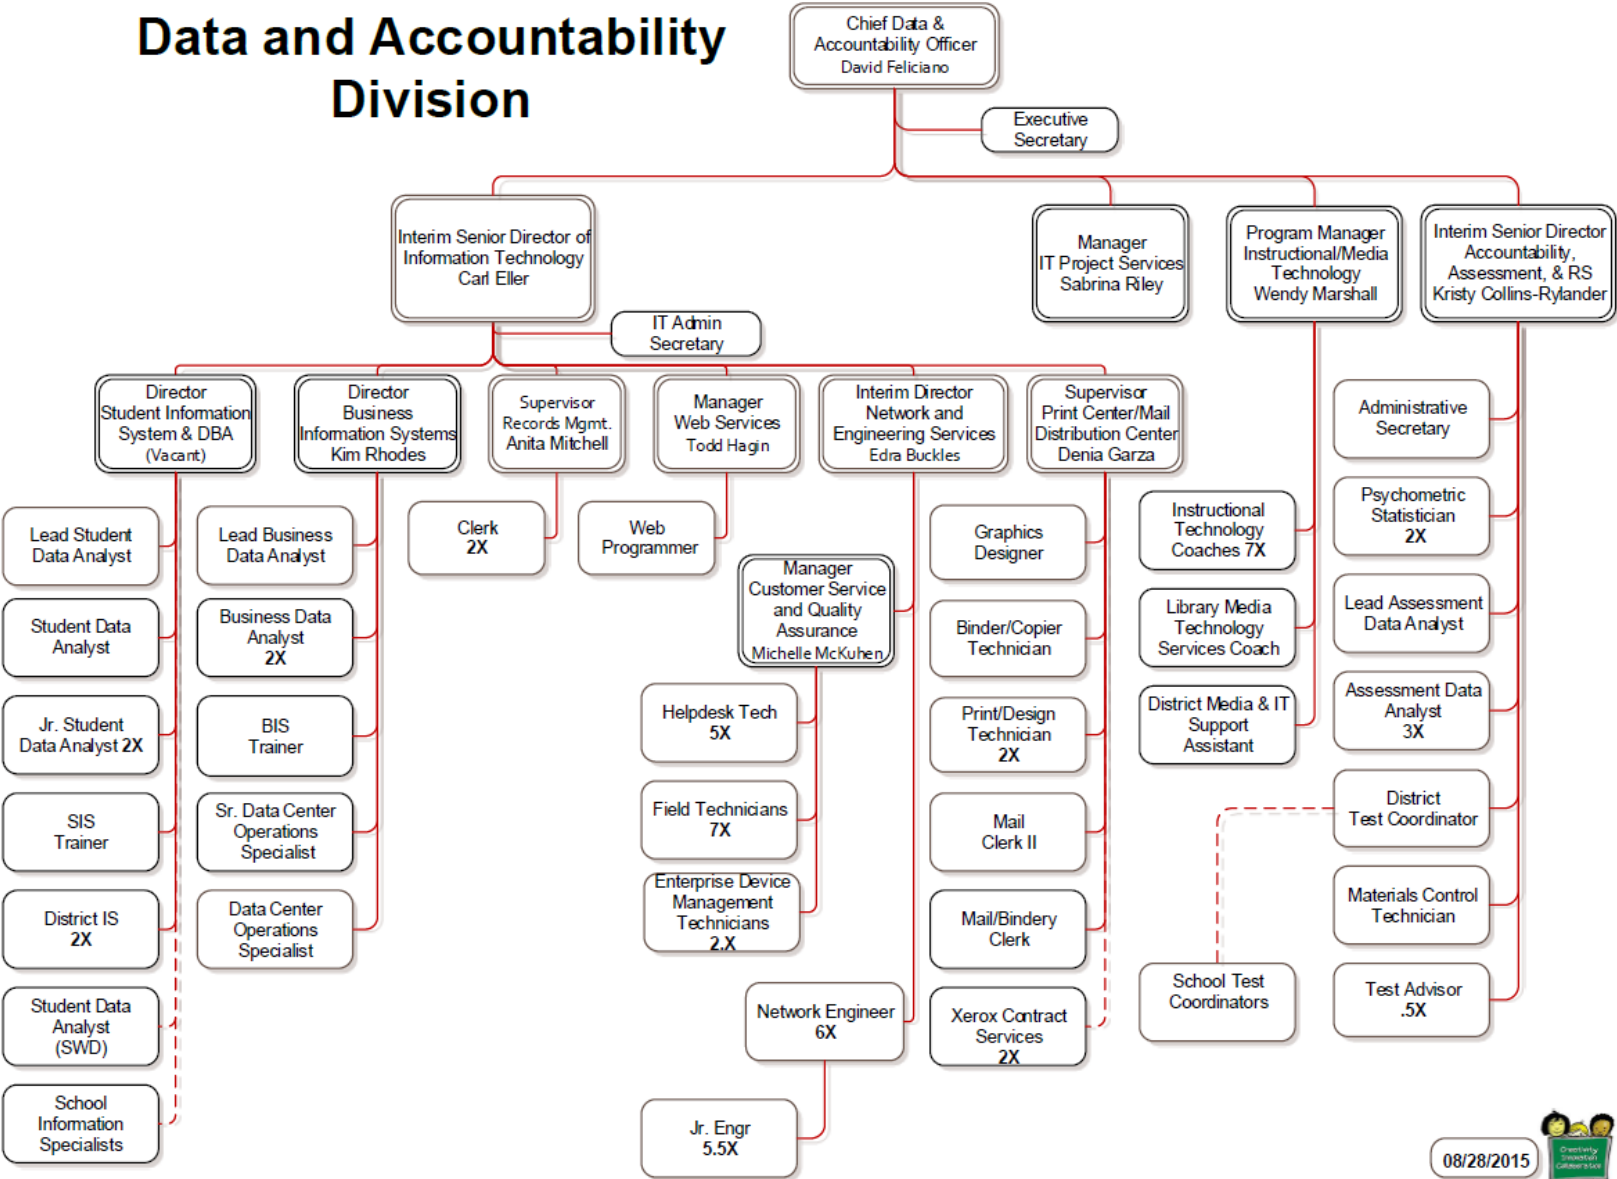 Data and Accountability
Division
Chief Data &
Accountability Officer
David Feliciano
Executive
Secretary
Interim Senior Director of
Information Technology
Carl Eller
Manager
IT Project Services
Sabrina Riley
Program Manager
Instructional/Media
Technology
Wendy Marshall
Interim Senior Director
Accountability,
Assessment, & RS
Kristy Collins-Rylander
IT Admin
Secretary
Director
Student Information
System & DBA
(Vacant)
Director
Business
Information Systems
Kim Rhodes
Supervisor
Records Mgmt.
Anita Mitchell
Manager
Web Services
Todd Hagin
Interim Director
Network and
Engineering Services
Edra Buckles
Supervisor
Print Center/Mail
Distribution Center
Denia Garza
Lead Student
Data Analyst
Student Data
Analyst
Jr. Student
Data Analyst 2X
SIS
Trainer
District IS
2X
Student Data
Analyst
(SWD)
School
Information
Specialists
Lead Business
Data Analyst
Business Data
Analyst
2X
BIS
Trainer
Sr. Data Center
Operations
Specialist
Data Center
Operations
Specialist
Clerk
2X
Web
Programmer
Manager
Customer Service
and Quality
Assurance
Michelle McKuhen
Helpdesk Tech
5X
Field Technicians
7X
Enterprise Device
Management
Technicians
2.X
Network Engineer
6X
Jr. Engr
5.5X
Graphics
Designer
Binder/Copier
Technician
Print/Design
Technician
2X
Mail
Clerk II
Mail/Bindery
Clerk
Xerox Contract
Services
2X
Instructional
Technology
Coaches 7X
Library Media
Technology
Services Coach
District Media & IT
Support
Assistant
Administrative
Secretary
Psychometric
Statistician
2X
Lead Assessment
Data Analyst
Assessment Data
Analyst
3X
District
Test Coordinator
Materials Control
Technician
Test Advisor
.5X
School Test
Coordinators
08/28/2015
Creativity
Innovation
Collaboration